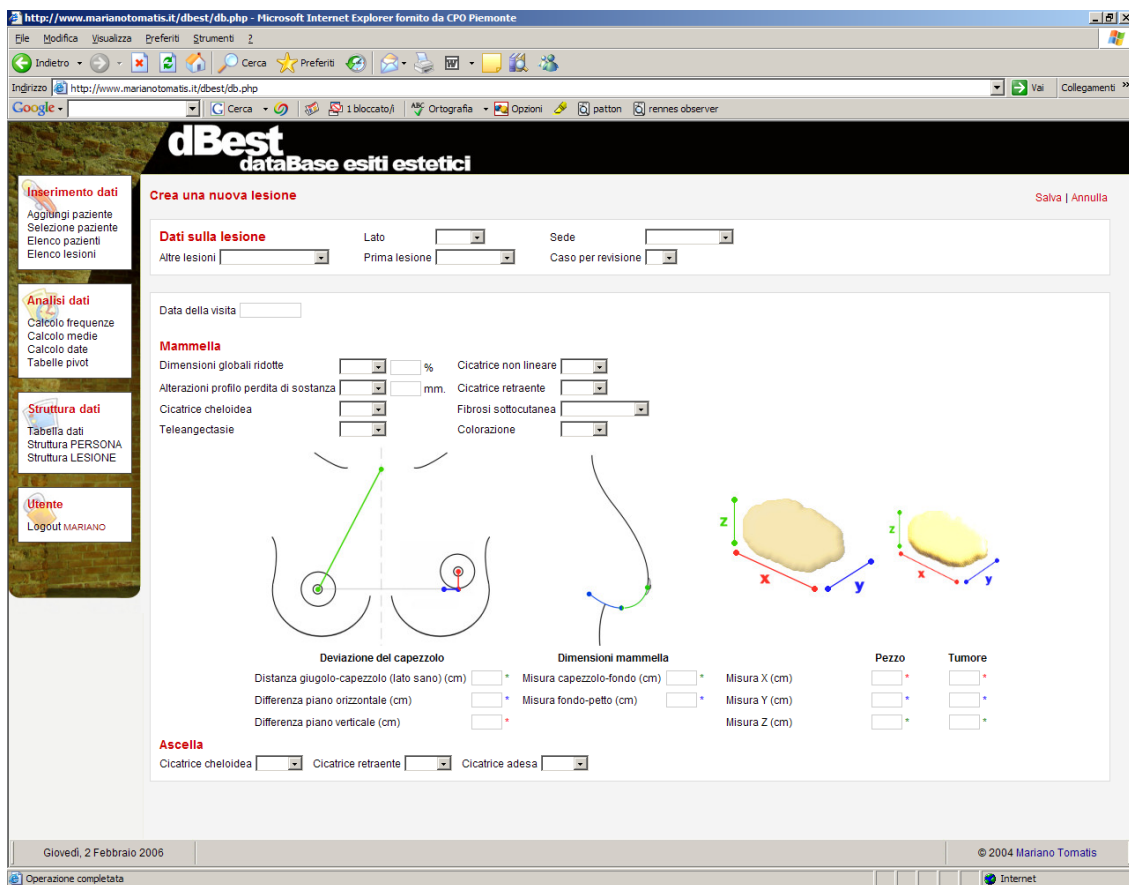 http://www.marianotomatis.it/dbest/db.php - Microsoft Internet Explorer fornito da CPO Piemonte
File Modifica Visualizza Preferiti Strumenti ?
Indietro Cerca Preferiti
Indirizzo http://www.marianotomatis.it/dbest/db.php Vai Collegamenti »
Google Cerca 1 bloccato/i ABC Ortografia Opzioni patton rennes observer
dBest
dataBase esiti estetici
Inserimento dati
Aggiungi paziente
Selezione paziente
Elenco pazienti
Elenco lesioni
Analisi dati
Calcolo frequenze
Calcolo medie
Calcolo date
Tabelle pivot
Struttura dati
Tabella dati
Struttura PERSONA
Struttura LESIONE
Utente
Logout MARIANO
Crea una nuova lesione Salva | Annulla
Dati sulla lesione Lato Sede
Altre lesioni Prima lesione Caso per revisione
Data della visita
Mammella
Dimensioni globali ridotte % Cicatrice non lineare
Alterazioni profilo perdita di sostanza mm. Cicatrice retraente
Cicatrice cheloidea Fibrosi sottocutanea
Teleangectasie Colorazione
z x y z x y
Deviazione del capezzolo Dimensioni mammella Pezzo Tumore
Distanza giugolo-capezzolo (lato sano) (cm) * Misura capezzolo-fondo (cm) * Misura X (cm) * *
Differenza piano orizzontale (cm) * Misura fondo-petto (cm) * Misura Y (cm) * *
Differenza piano verticale (cm) * Misura Z (cm) * *
Ascella
Cicatrice cheloidea Cicatrice retraente Cicatrice adesa
Giovedì, 2 Febbraio 2006 © 2004 Mariano Tomatis
Operazione completata Internet